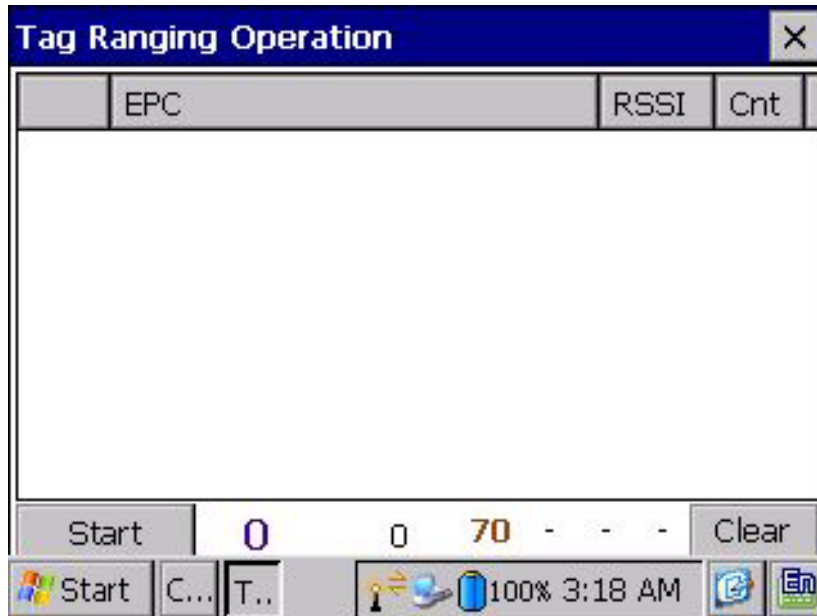 Tag Ranging Operation
EPC RSSI Cnt
Start 0 0 70 - - - Clear
Start C... T.. 100% 3:18 AM En